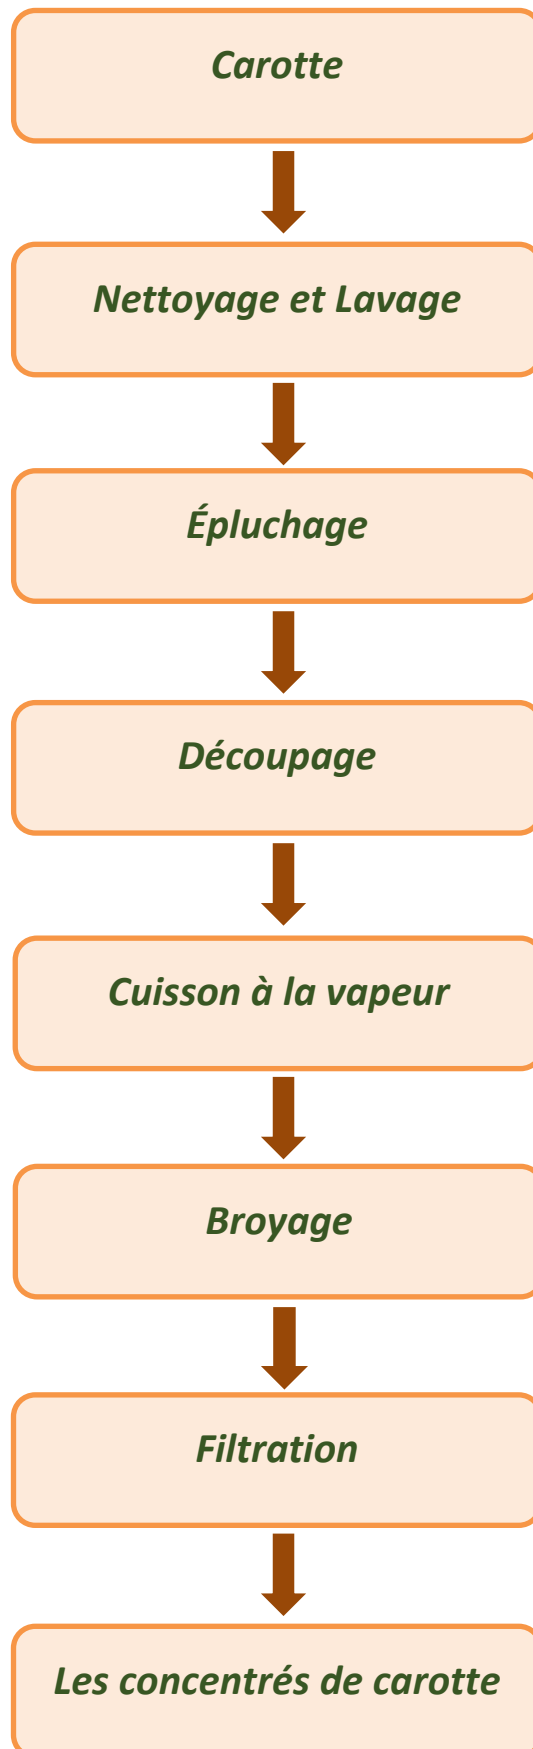 Carotte
Nettoyage et Lavage
Épluchage
Découpage
Cuisson à la vapeur
Broyage
Filtration
Les concentrés de carotte